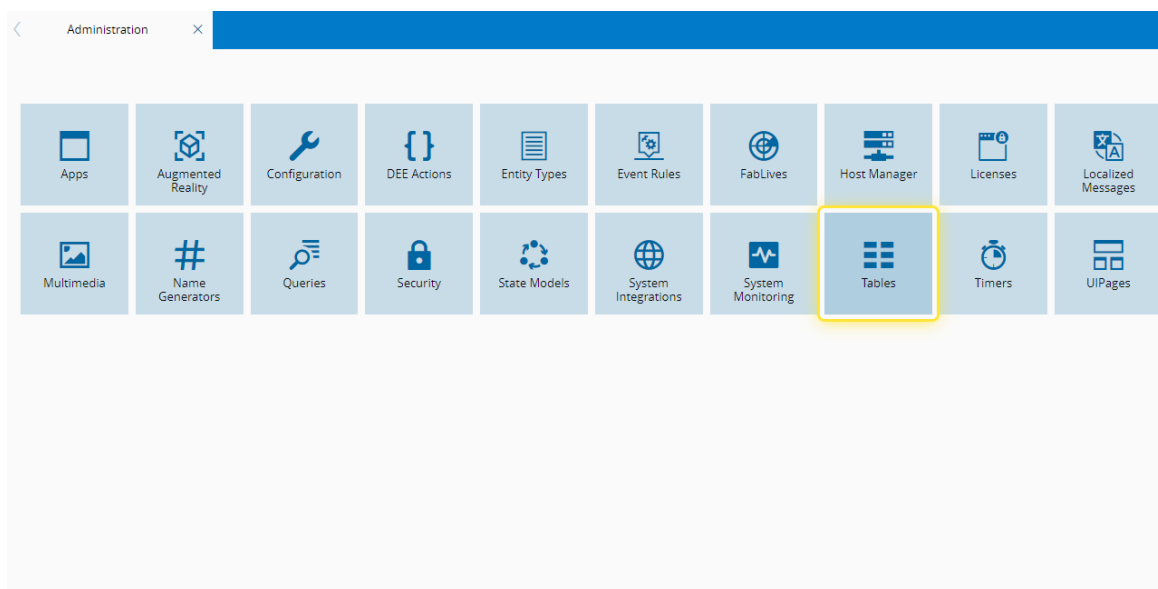 Administration
Apps
Augmented
Reality
Configuration
DEE Actions
Entity Types
Event Rules
FabLives
Host Manager
Licenses
Localized
Messages
Multimedia
Name
Generators
Queries
Security
State Models
System
Integrations
System
Monitoring
Tables
Timers
UIPages